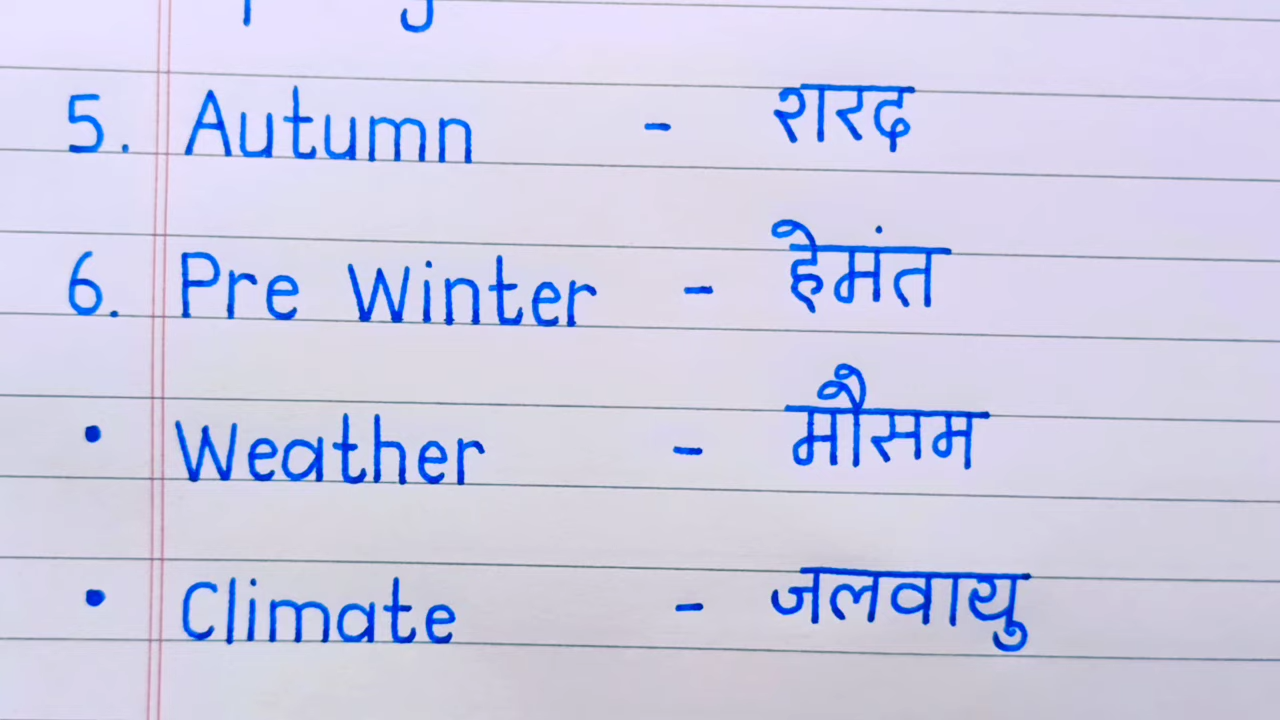 5. Autumn - शरद
6. Pre Winter - हेमंत
• Weather - मौसम
• Climate - जलवायु